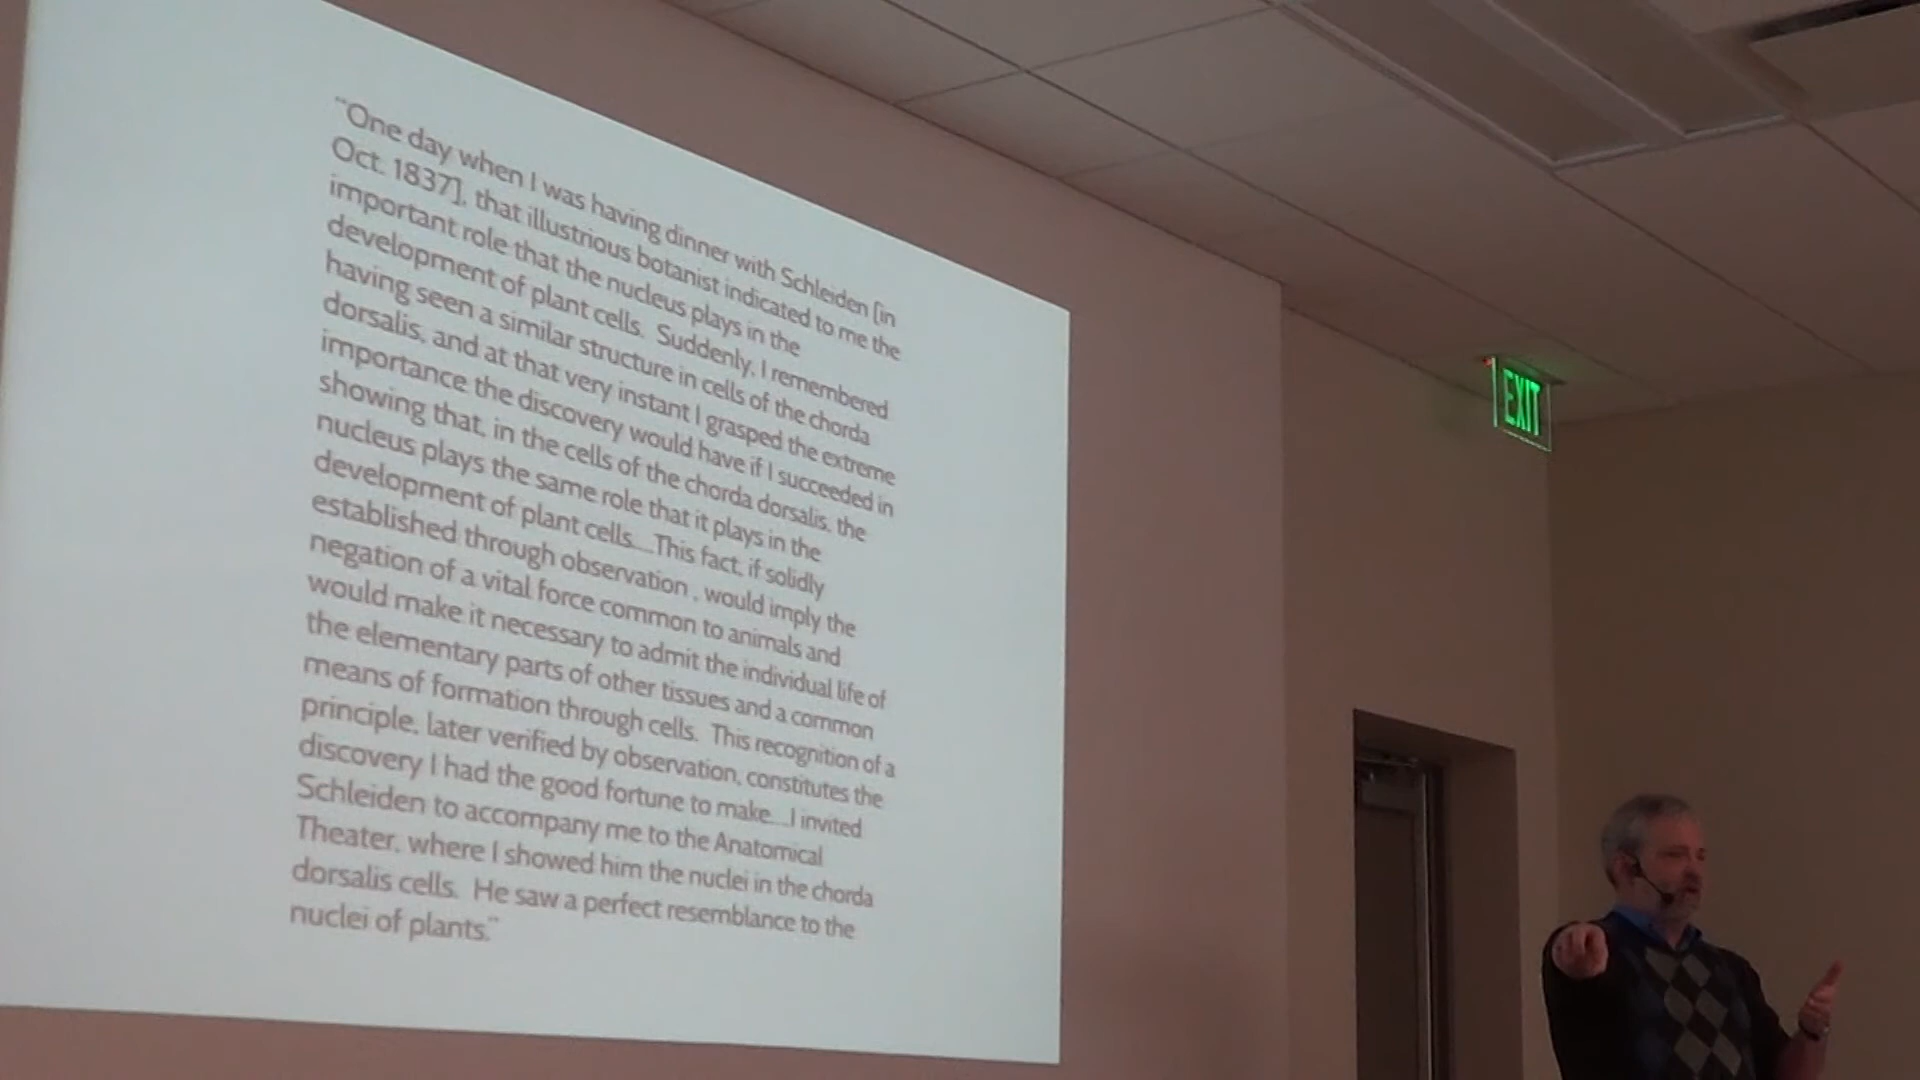 “One day when I was having dinner with Schleiden [in
Oct. 1837], that illustrious botanist indicated to me the
important role that the nucleus plays in the
development of plant cells. Suddenly, I remembered
having seen a similar structure in cells of the chorda
dorsalis, and at that very instant I grasped the extreme
importance the discovery would have if I succeeded in
showing that, in the cells of the chorda dorsalis, the
nucleus plays the same role that it plays in the
development of plant cells....This fact, if solidly
established through observation , would imply the
negation of a vital force common to animals and
would make it necessary to admit the individual life of
the elementary parts of other tissues and a common
means of formation through cells. This recognition of a
principle, later verified by observation, constitutes the
discovery I had the good fortune to make....I invited
Schleiden to accompany me to the Anatomical
Theater, where I showed him the nuclei in the chorda
dorsalis cells. He saw a perfect resemblance to the
nuclei of plants.”
EXIT